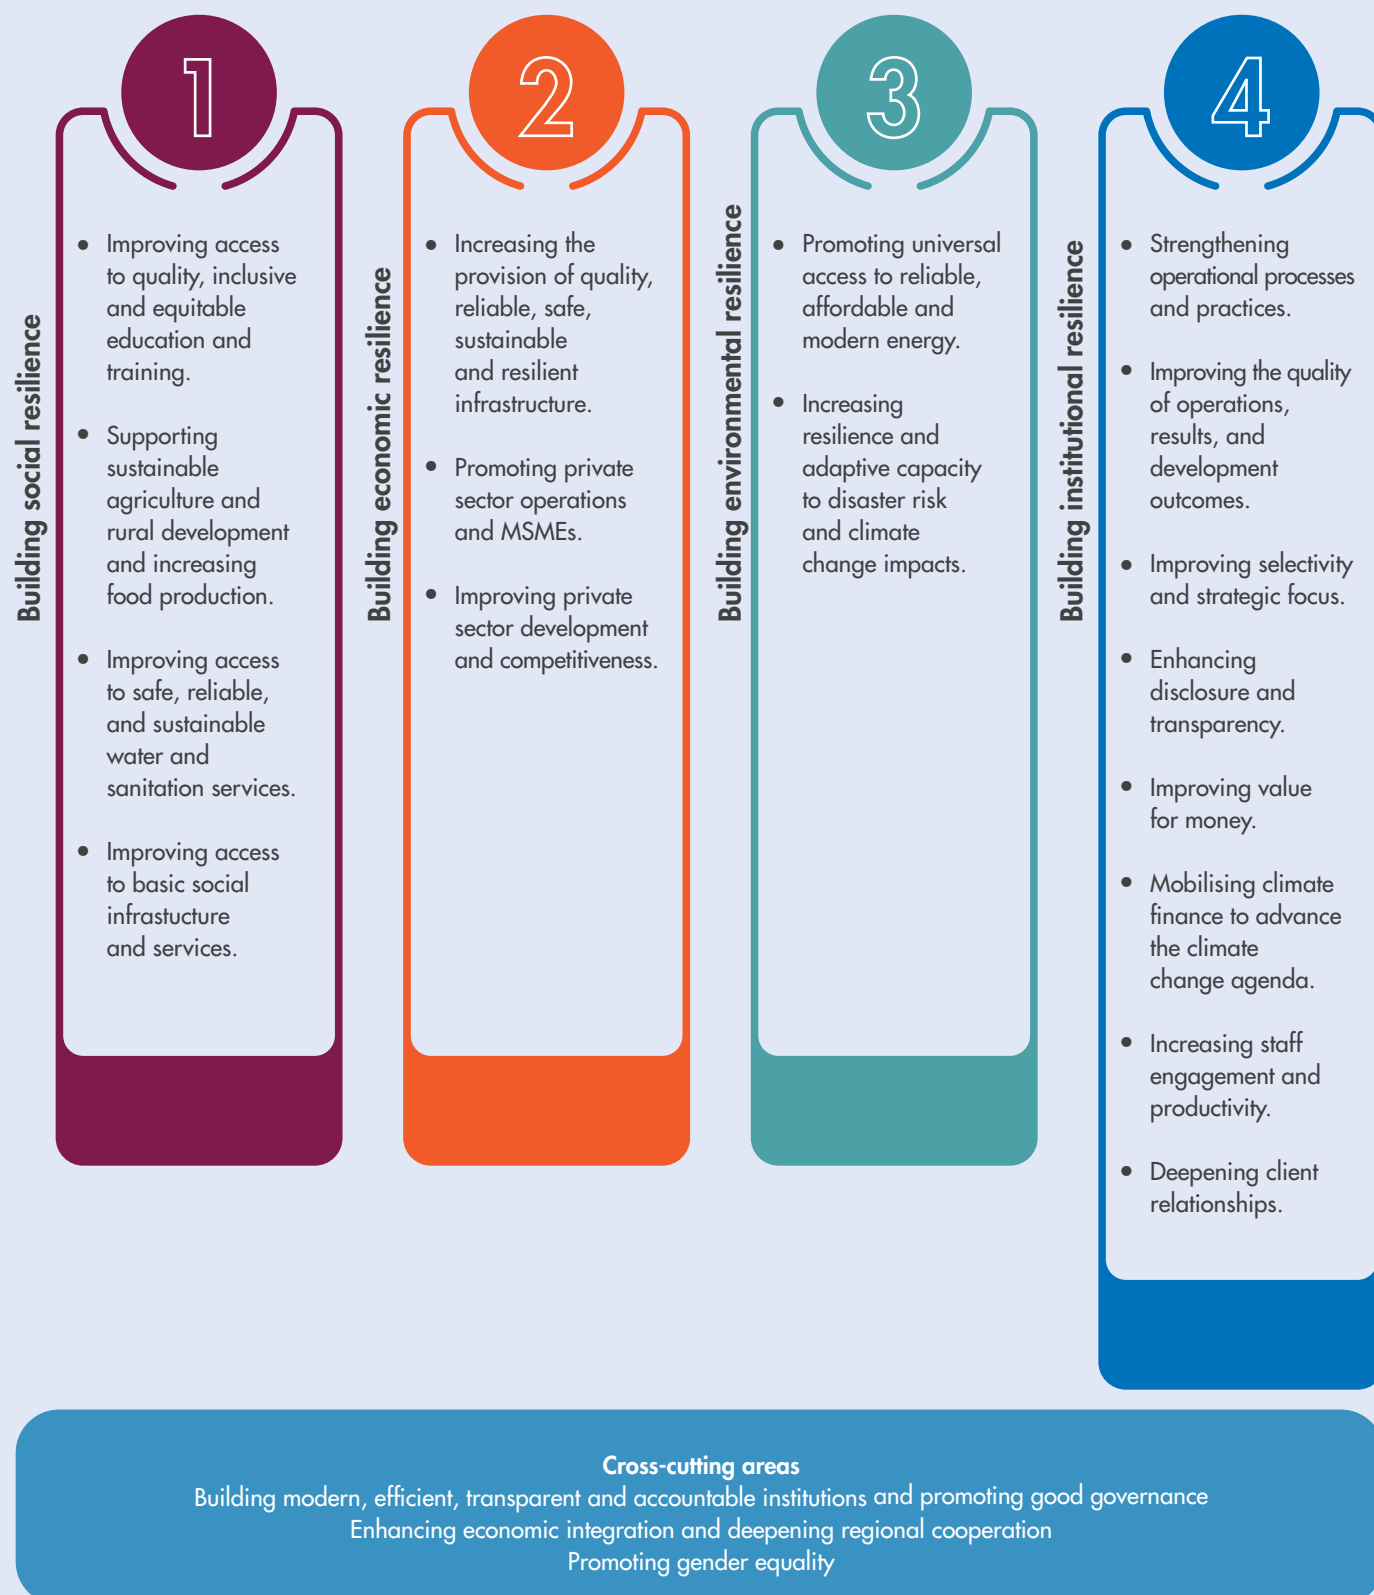 1
Building social resilience
Improving access
to quality, inclusive
and equitable
education and
training.
Supporting
sustainable
agriculture and
rural development
and increasing
food production.
Improving access
to safe, reliable,
and sustainable
water and
sanitation services.
Improving access
to basic social
infrastucture
and services.
2
Building economic resilience
Increasing the
provision of quality,
reliable, safe,
sustainable
and resilient
infrastructure.
Promoting private
sector operations
and MSMEs.
Improving private
sector development
and competitiveness.
3
Building environmental resilience
Promoting universal
access to reliable,
affordable and
modern energy.
Increasing
resilience and
adaptive capacity
to disaster risk
and climate
change impacts.
4
Building institutional resilience
Strengthening
operational processes
and practices.
Improving the quality
of operations,
results, and
development
outcomes.
Improving selectivity
and strategic focus.
Enhancing
disclosure and
transparency.
Improving value
for money.
Mobilising climate
finance to advance
the climate
change agenda.
Increasing staff
engagement and
productivity.
Deepening client
relationships.
Cross-cutting areas
Building modern, efficient, transparent and accountable institutions and promoting good governance
Enhancing economic integration and deepening regional cooperation
Promoting gender equality